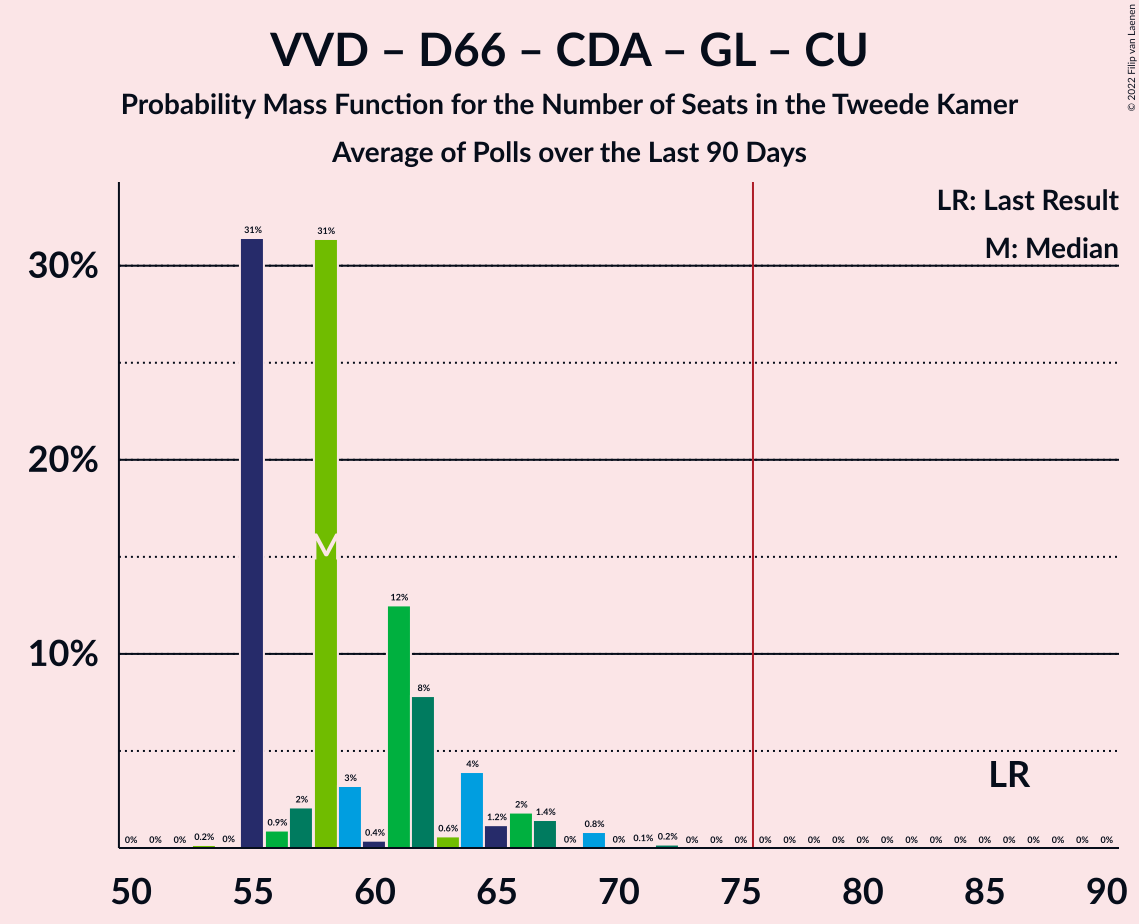 VVD – D66 – CDA – GL – CU
Probability Mass Function for the Number of Seats in the Tweede Kamer
Average of Polls over the Last 90 Days
© 2022 Filip van Laenen
LR: Last Result
M: Median
30%
20%
10%
0% 0% 0% 0.2% 0% 31% 0.9% 2% 31% 3% 0.4% 12% 8% 0.6% 4% 1.2% 2% 1.4% 0% 0.8% 0% 0.1% 0.2% 0% 0% 0% 0% 0% 0% 0% 0% 0% 0% 0% 0% 0% 0% 0% 0% 0% 0%
M
LR
50 55 60 65 70 75 80 85 90